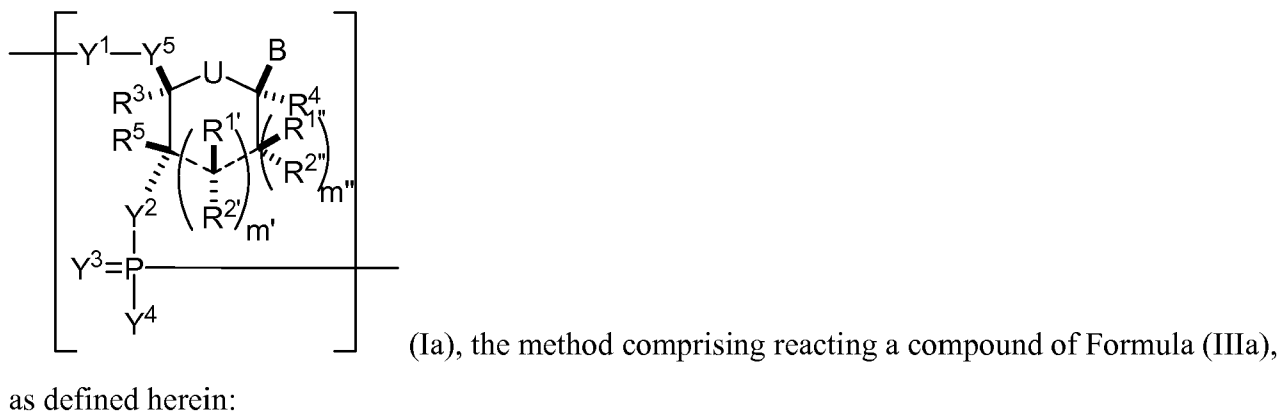 Y1 Y5 B
U
R3 R4
R5 R1' R1"
R2"
m"
Y2 R2' m'
Y3=P
Y4
(Ia), the method comprising reacting a compound of Formula (IIIa),
as defined herein: